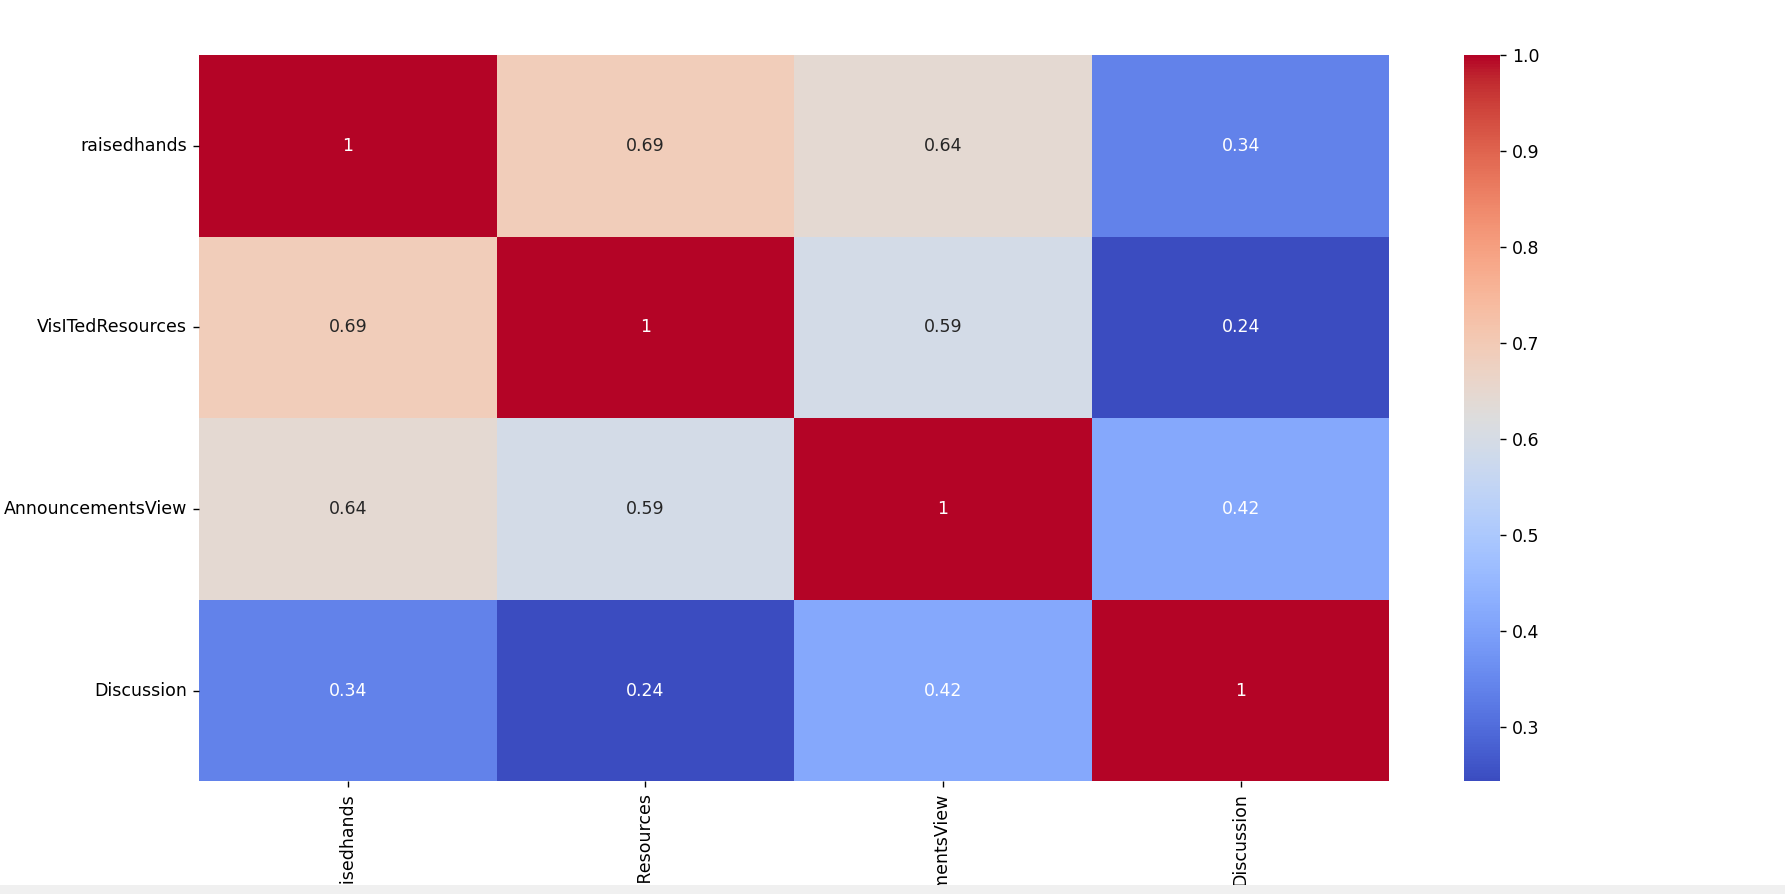 raisedhands 1 0.69 0.64 0.34
VisITedResources 0.69 1 0.59 0.24
AnnouncementsView 0.64 0.59 1 0.42
Discussion 0.34 0.24 0.42 1
isedhands
Resources
mentsView
Discussion
1.0
0.9
0.8
0.7
0.6
0.5
0.4
0.3